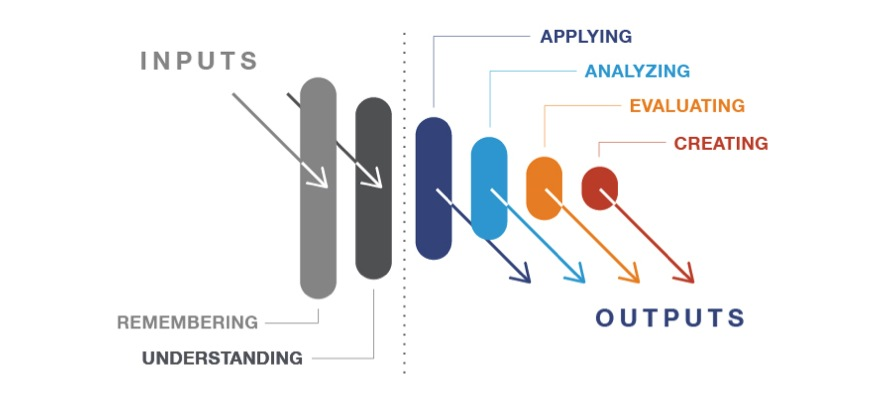 INPUTS
REMEMBERING
UNDERSTANDING
APPLYING
ANALYZING
EVALUATING
CREATING
OUTPUTS